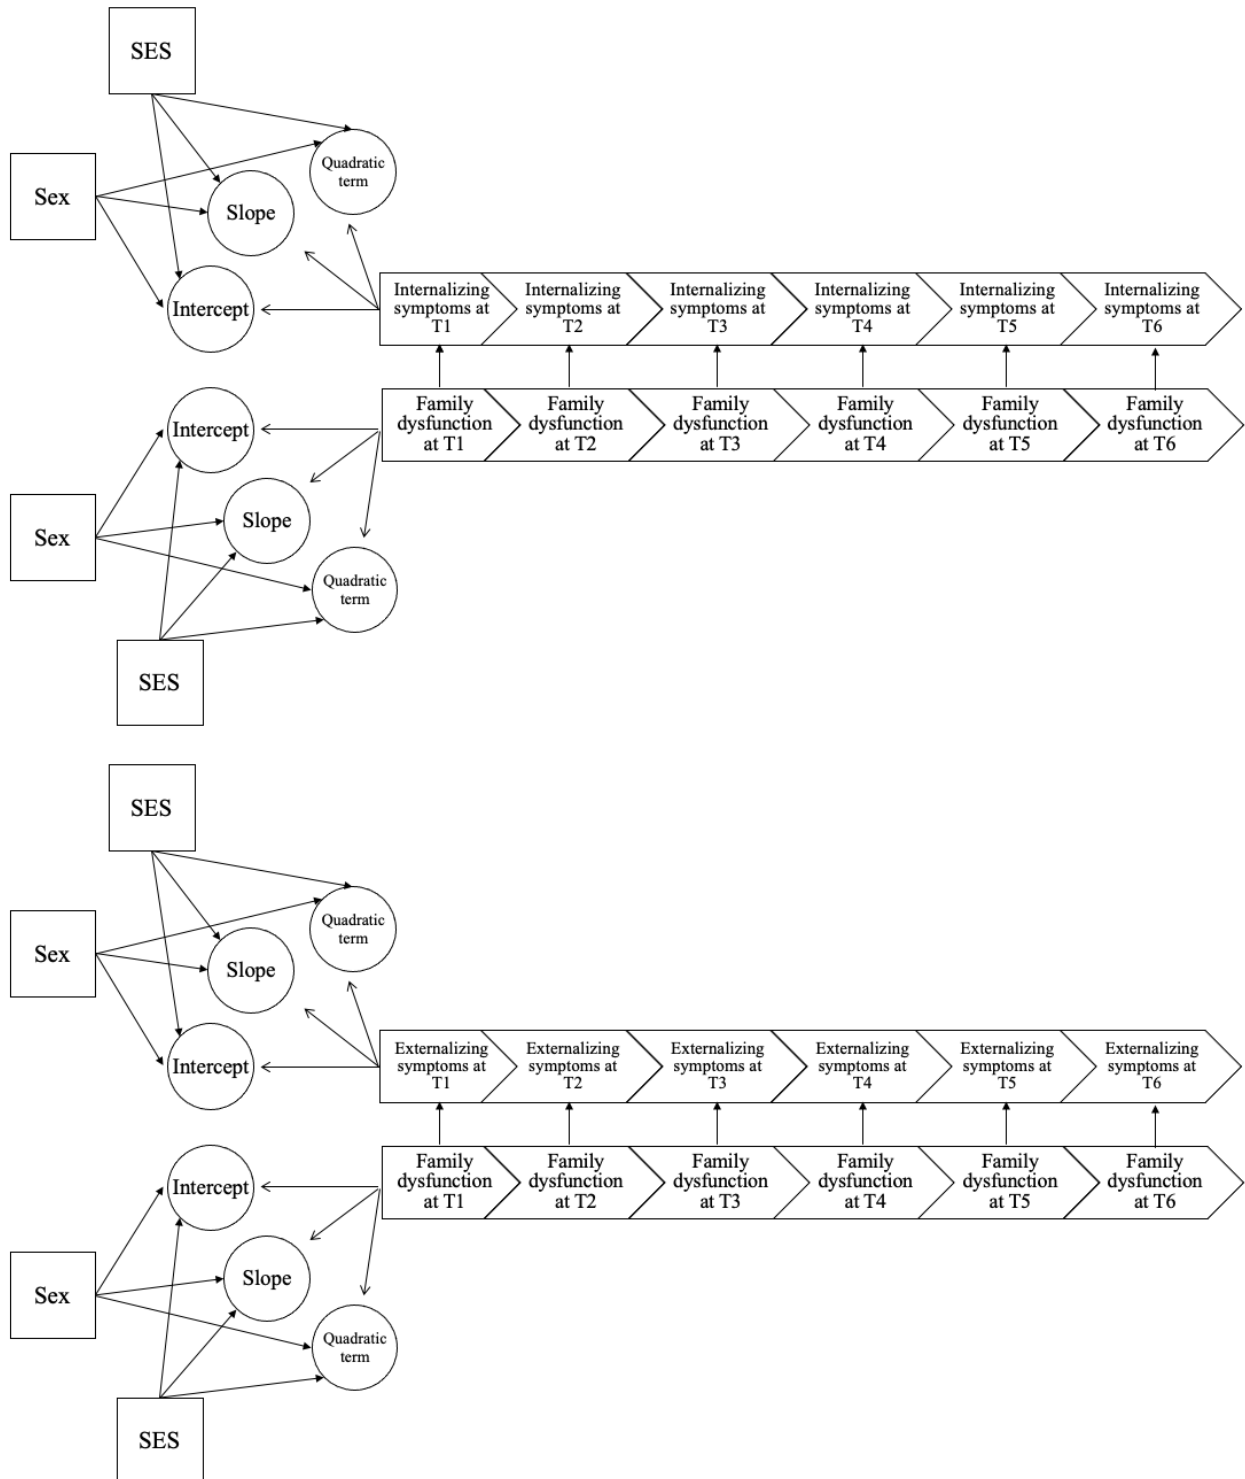 SES
Quadratic
term
Sex
Slope
Intercept
Internalizing
symptoms at
T1
Internalizing
symptoms at
T2
Internalizing
symptoms at
T3
Internalizing
symptoms at
T4
Internalizing
symptoms at
T5
Internalizing
symptoms at
T6
Intercept
Family
dysfunction
at T1
Family
dysfunction
at T2
Family
dysfunction
at T3
Family
dysfunction
at T4
Family
dysfunction
at T5
Family
dysfunction
at T6
Sex
Slope
Quadratic
term
SES
SES
Quadratic
term
Sex
Slope
Intercept
Externalizing
symptoms at
T1
Externalizing
symptoms at
T2
Externalizing
symptoms at
T3
Externalizing
symptoms at
T4
Externalizing
symptoms at
T5
Externalizing
symptoms at
T6
Intercept
Family
dysfunction
at T1
Family
dysfunction
at T2
Family
dysfunction
at T3
Family
dysfunction
at T4
Family
dysfunction
at T5
Family
dysfunction
at T6
Sex
Slope
Quadratic
term
SES